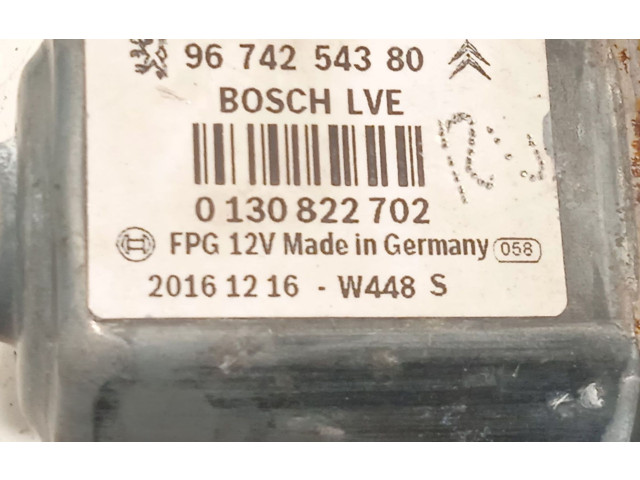 96 742 543 80
BOSCH LVE
0 130 822 702
FPG 12V Made in Germany 058
2016 12 16 - W448 S